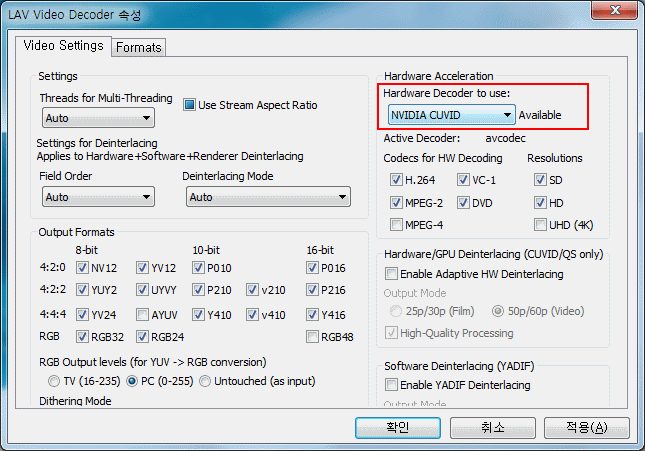 LAV Video Decoder 속성
Video Settings
Formats
Settings
Threads for Multi-Threading
Auto
Use Stream Aspect Ratio
Settings for Deinterlacing
Applies to Hardware+Software+Renderer Deinterlacing
Field Order
Deinterlacing Mode
Auto
Auto
Output Formats
8-bit 10-bit 16-bit
4:2:0 NV12 YV12 P010 P016
4:2:2 YUY2 UYVY P210 v210 P216
4:4:4 YV24 AYUV Y410 v410 Y416
RGB RGB32 RGB24 RGB48
RGB Output levels (for YUV -> RGB conversion)
TV (16-235) PC (0-255) Untouched (as input)
Dithering Mode
Hardware Acceleration
Hardware Decoder to use:
NVIDIA CUVID Available
Active Decoder: avcodec
Codecs for HW Decoding Resolutions
H.264 VC-1 SD
MPEG-2 DVD HD
MPEG-4 UHD (4K)
Hardware/GPU Deinterlacing (CUVID/QS only)
Enable Adaptive HW Deinterlacing
Output Mode
25p/30p (Film) 50p/60p (Video)
High-Quality Processing
Software Deinterlacing (YADIF)
Enable YADIF Deinterlacing
Output Mode
확인 취소 적용(A)